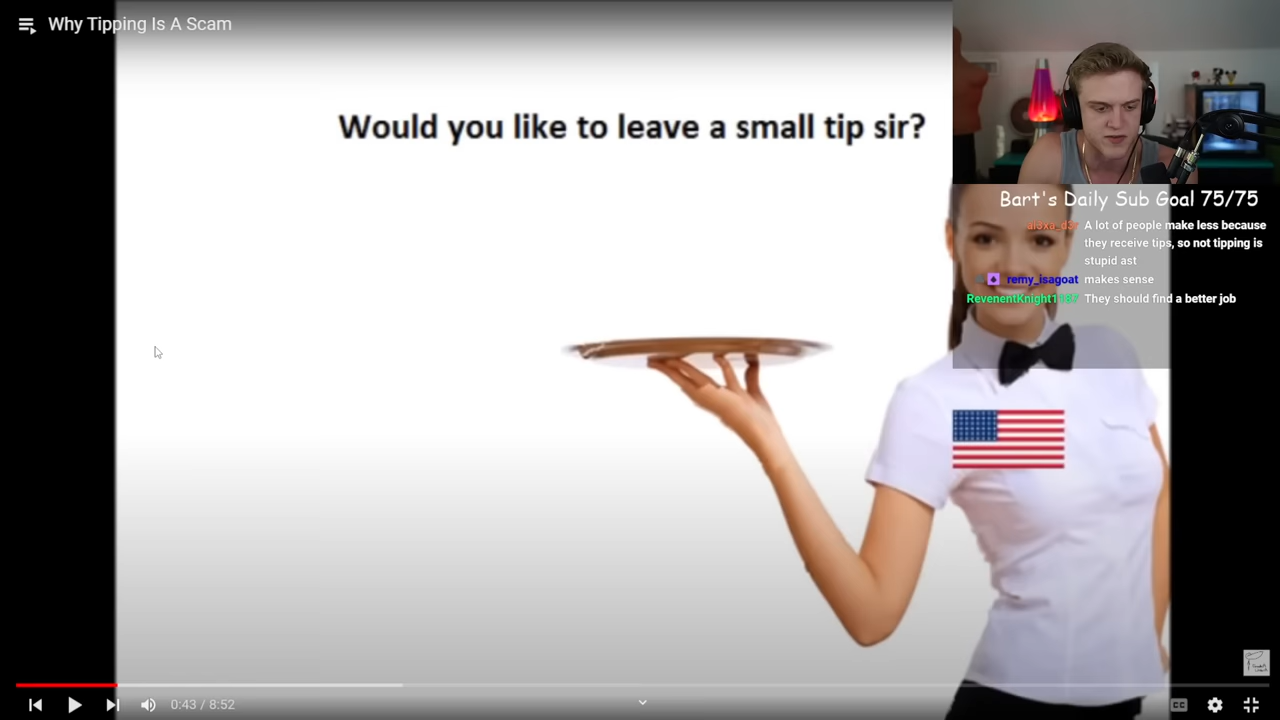 Why Tipping Is A Scam
Would you like to leave a small tip sir?
Bart's Daily Sub Goal 75/75
A lot of people make less because
they receive tips, so not tipping is
stupid ast
remy_isagoat makes sense
They should find a better job
0:43 / 8:52
CC